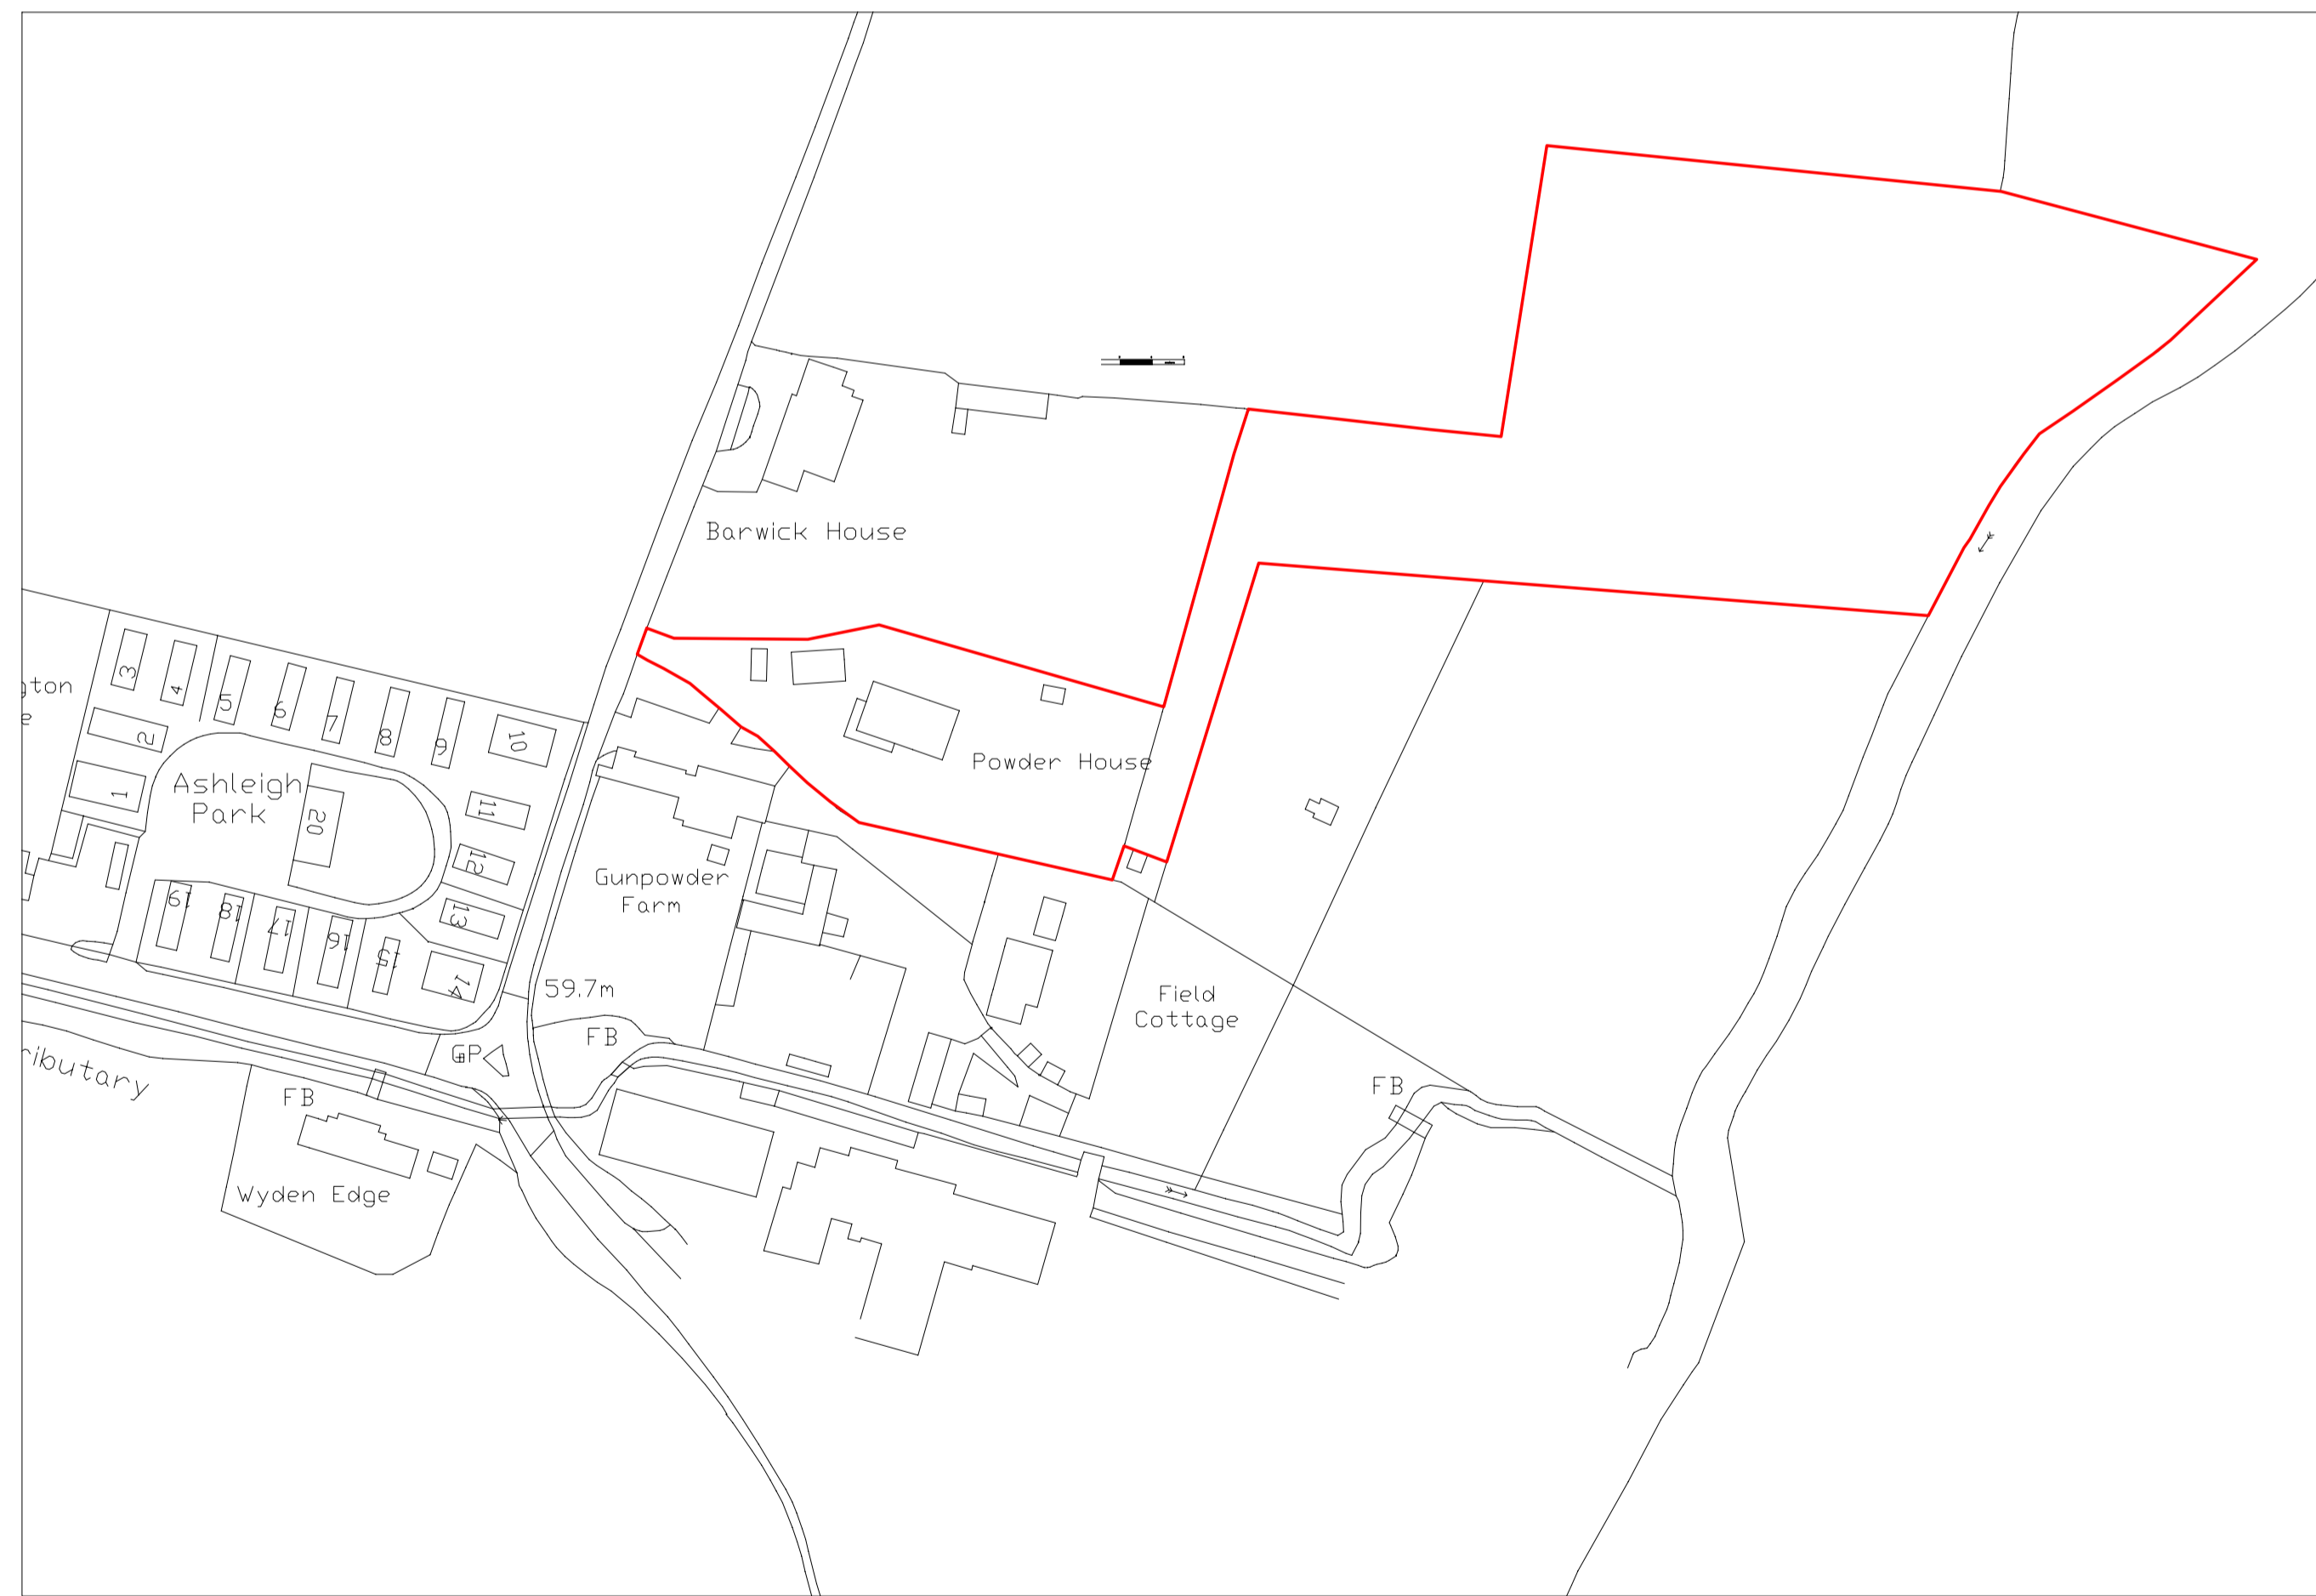 Barwick House
gton
e
3
4
5
6
7
8
9
10
2
1
Ashleigh
Park
20
11
12
13
14
15
16
17
18
19
Powder House
Gunpowder
Farm
59.7m
FB
GP
Field
Cottage
ributary
FB
FB
Wyden Edge